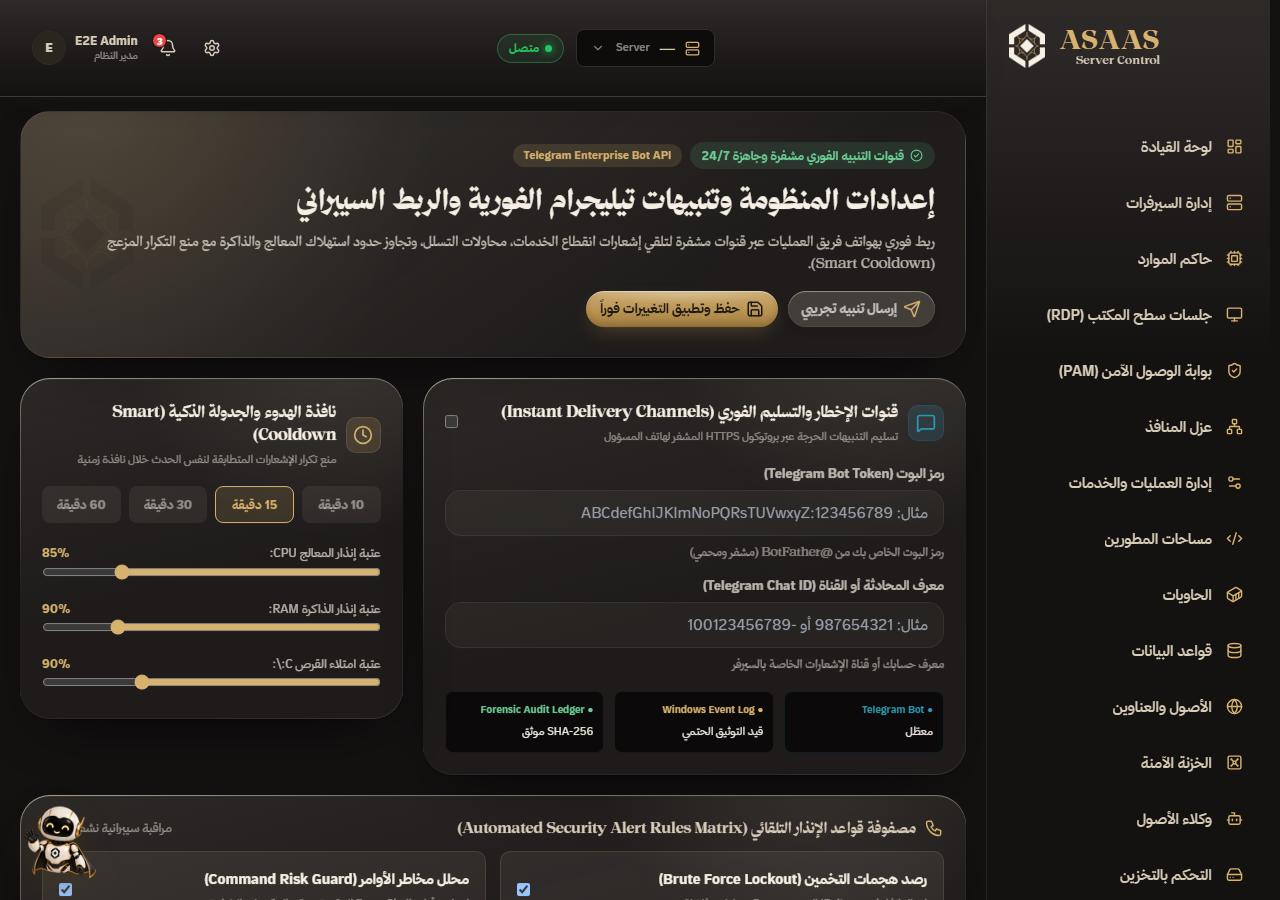 ASAAS
Server Control
Server —
متصل
3
E2E Admin
مدير النظام
E
لوحة القيادة
إدارة السيرفرات
حاكم الموارد
جلسات سطح المكتب (RDP)
بوابة الوصول الآمن (PAM)
عزل المنافذ
إدارة العمليات والخدمات
مساحات المطورين
الحاويات
قواعد البيانات
الأصول والعناوين
الخزنة الآمنة
وكلاء الأصول
التحكم بالتخزين
قنوات التنبيه الفوري مشفرة وجاهزة 24/7
Telegram Enterprise Bot API
إعدادات المنظومة وتنبيهات تيليجرام الفورية والربط السيبراني
ربط فوري بهواتف فريق العمليات عبر قنوات مشفرة لتلقي إشعارات انقطاع الخدمات، محاولات التسلل، وتجاوز حدود استهلاك المعالج والذاكرة مع منع التكرار المزعج
(Smart Cooldown).
إرسال تنبيه تجريبي
حفظ وتطبيق التغييرات فوراً
قنوات الإخطار والتسليم الفوري (Instant Delivery Channels)
تسليم التنبيهات الحرجة عبر بروتوكول HTTPS المشفر لهاتف المسؤول
رمز البوت (Telegram Bot Token)
مثال: 123456789:ABCdefGhIJKlmNoPQRsTUVwxyZ
رمز البوت الخاص بك من @BotFather (مشفر ومحمي)
معرف المحادثة أو القناة (Telegram Chat ID)
مثال: 987654321 أو -100123456789
معرف حسابك أو قناة الإشعارات الخاصة بالسيرفر
● Telegram Bot
معطّل
● Windows Event Log
قيد التوثيق الحتمي
● Forensic Audit Ledger
SHA-256 موثق
نافذة الهدوء والجدولة الذكية (Smart
Cooldown)
منع تكرار الإشعارات المتطابقة لنفس الحدث خلال نافذة زمنية
10 دقيقة
15 دقيقة
30 دقيقة
60 دقيقة
عتبة إنذار المعالج CPU:
85%
عتبة إنذار الذاكرة RAM:
90%
عتبة امتلاء القرص C:\:
90%
مصفوفة قواعد الإنذار التلقائي (Automated Security Alert Rules Matrix)
مراقبة سيبرانية
رصد هجمات التخمين (Brute Force Lockout)
محلل مخاطر الأوامر (Command Risk Guard)